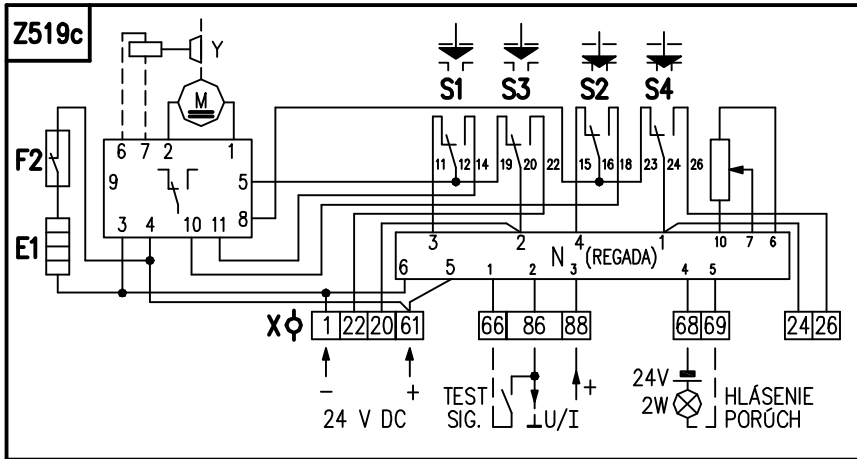 Z519c
Y
M
S1 S3 S2 S4
F2
6 7 2 1
9 5
8
3 4 10 11
11 12 14 19 20 22 15 16 18 23 24 26
E1
3 2 4 1 10 7 6
N (REGADA)
6 5 1 2 3 4 5
X 1 22 20 61 66 86 88 68 69 24 26
- + + 24V
24 V DC
TEST
SIG.
U/I
2W
HLÁSENIE
PORÚCH